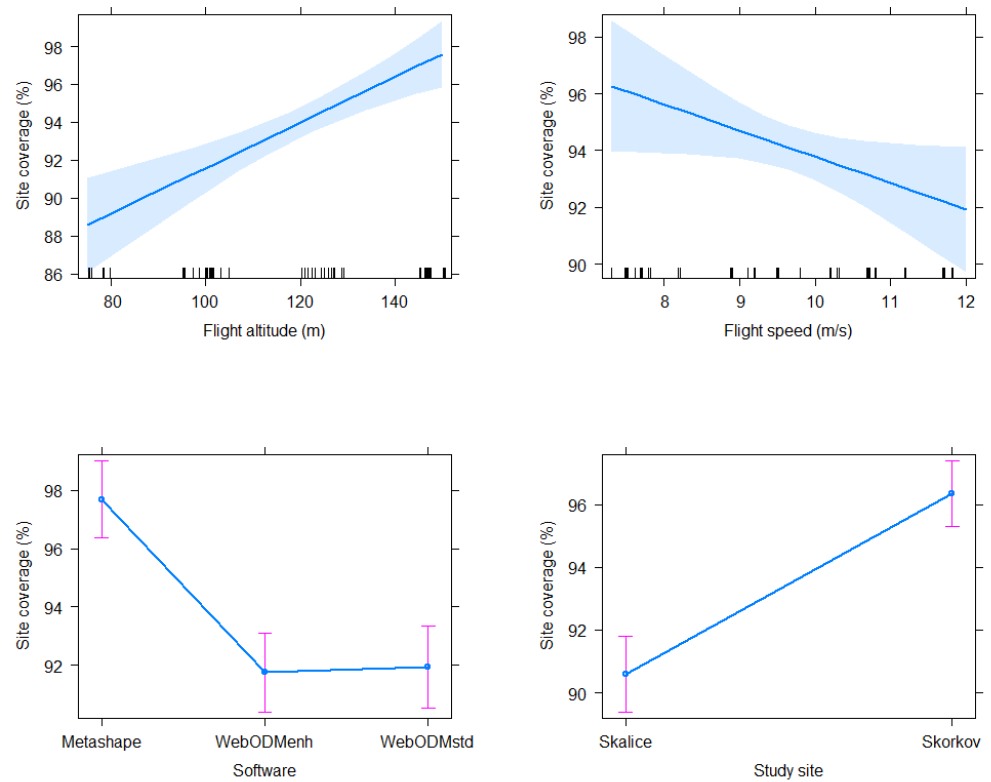 98
96
94
92
90
88
86
Site coverage (%)
80 100 120 140
Flight altitude (m)
98
96
94
92
90
Site coverage (%)
8 9 10 11 12
Flight speed (m/s)
98
96
94
92
Site coverage (%)
Metashape WebODMenh WebODMstd
Software
96
94
92
90
Site coverage (%)
Skalice Skorkov
Study site